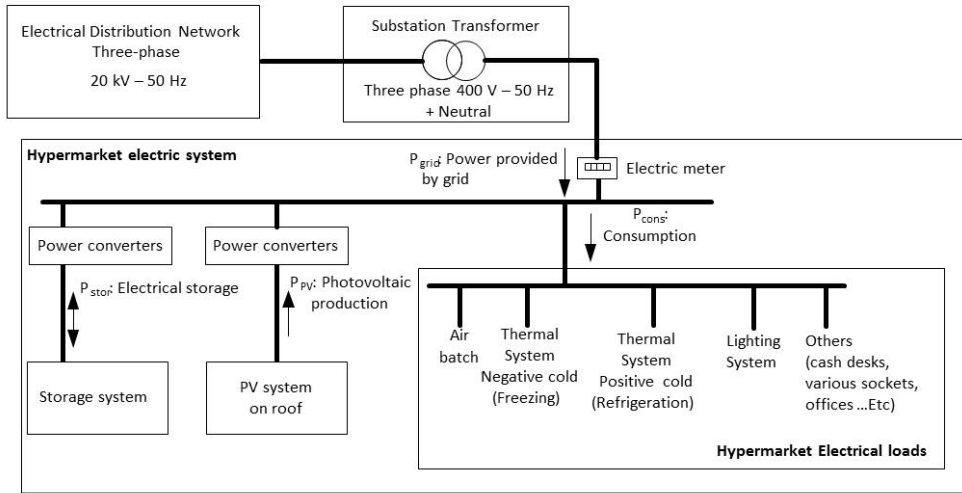 Electrical Distribution Network
Three-phase
20 kV – 50 Hz
Substation Transformer
Three phase 400 V – 50 Hz
+ Neutral
Hypermarket electric system
Pgrid: Power provided
by grid
Electric meter
Pcons:
Consumption
Power converters
Power converters
Pstor: Electrical storage
PPV: Photovoltaic
production
Storage system
PV system
on roof
Air
batch
Thermal
System
Negative cold
(Freezing)
Thermal
System
Positive cold
(Refrigeration)
Lighting
System
Others
(cash desks,
various sockets,
offices ...Etc)
Hypermarket Electrical loads